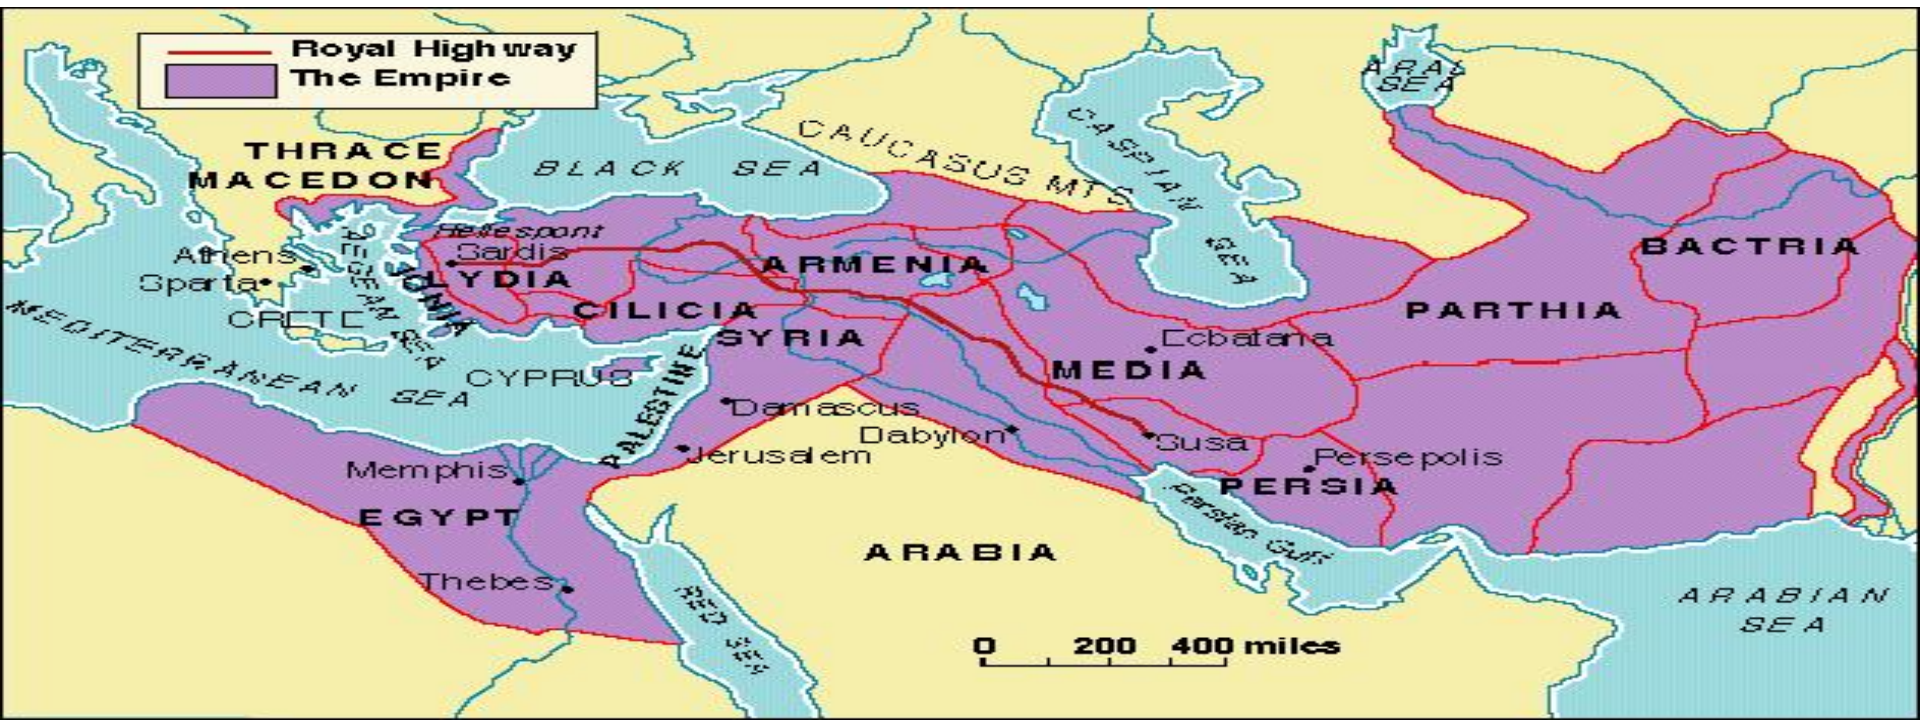 Royal Highway
The Empire
ARAL
SEA
THRACE
MACEDON
BLACK SEA
CAUCASUS MTS
CASPIAN
SEA
Hellespont
Athens
Sardis
Sparta
LYDIA
IONIA
AEGEAN SEA
ARMENIA
BACTRIA
CILICIA
CRETE
PARTHIA
MEDITERRANEAN SEA
SYRIA
Ecbatana
MEDIA
CYPRUS
PALESTINE
Damascus
Dabylon
Susa
Jerusalem
Persepolis
Memphis
PERSIA
Persian Gulf
EGYPT
ARABIA
Thebes
RED SEA
ARABIAN
SEA
0 200 400 miles